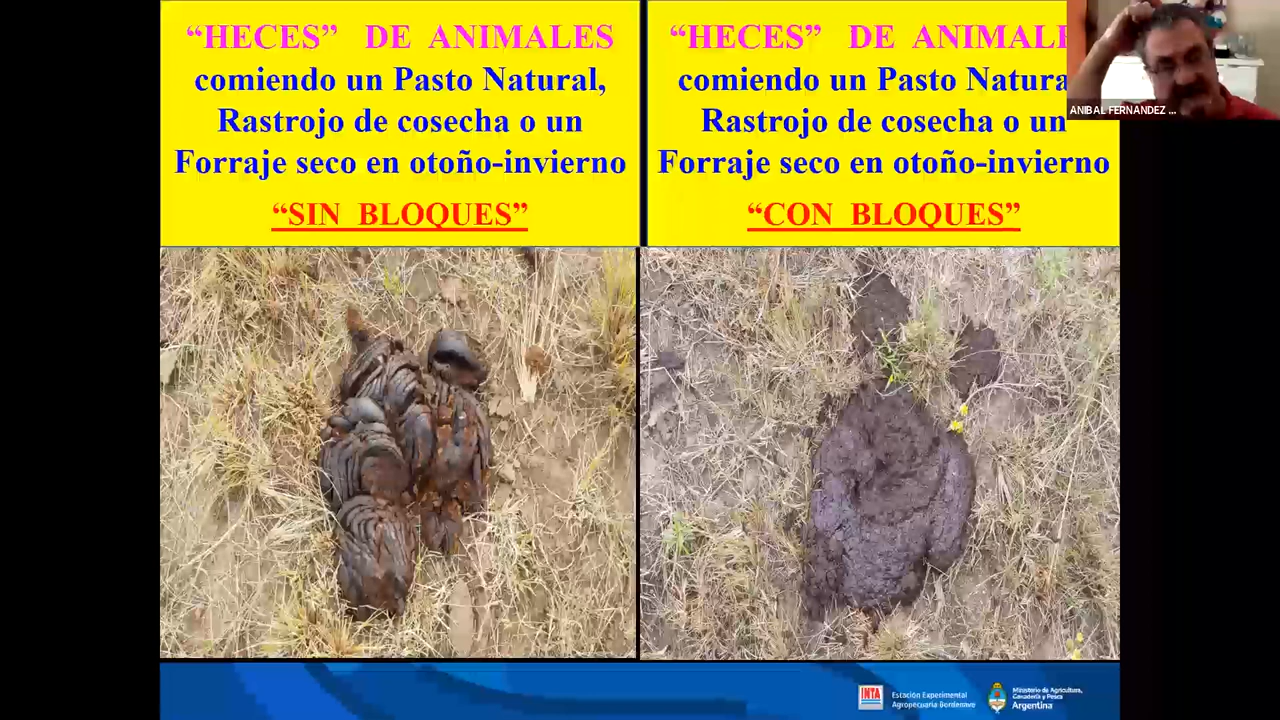 “HECES” DE ANIMALES
comiendo un Pasto Natural,
Rastrojo de cosecha o un
Forraje seco en otoño-invierno
“SIN BLOQUES”
“HECES” DE ANIMALE
comiendo un Pasto Natura
Rastrojo de cosecha o un
Forraje seco en otoño-invierno
“CON BLOQUES”
ANIBAL FERNANDEZ ...
INTA
Estación Experimental
Agropecuaria Bordenave
Ministerio de Agricultura,
Ganadería y Pesca
Argentina